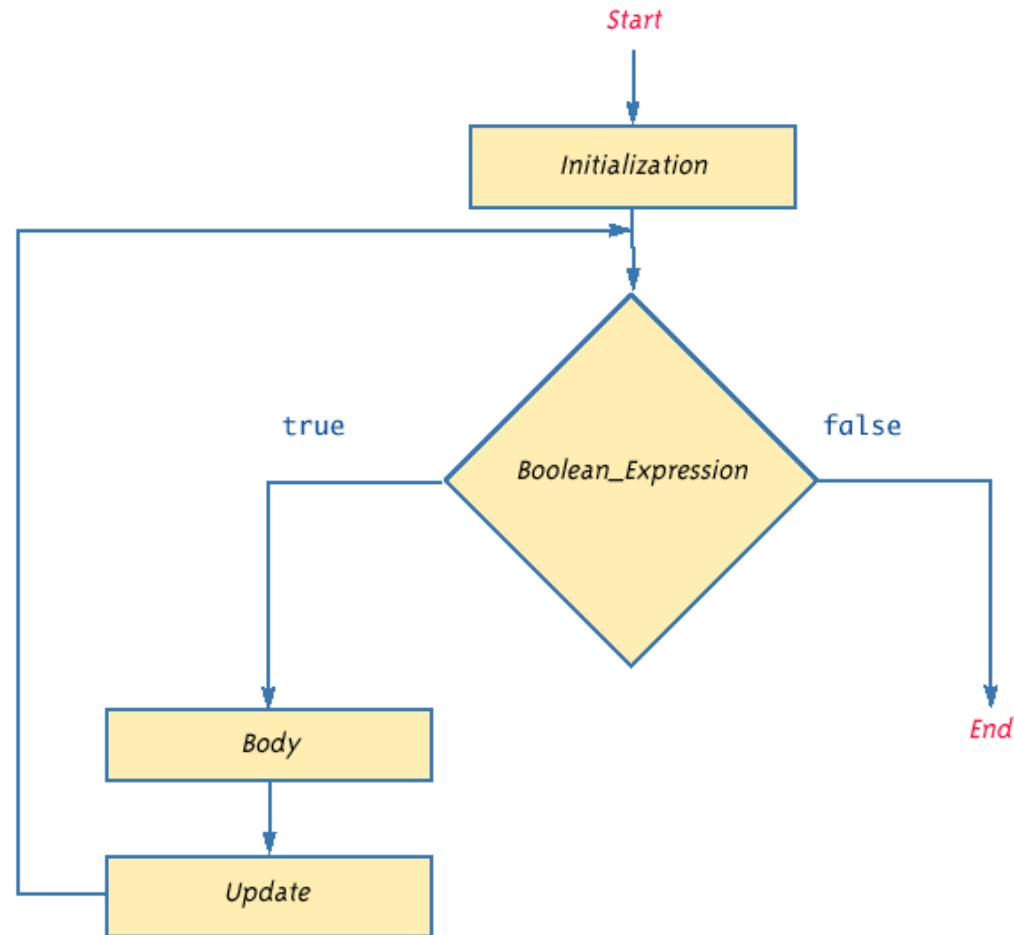 Start
Initialization
true
false
Boolean_Expression
Body
End
Update